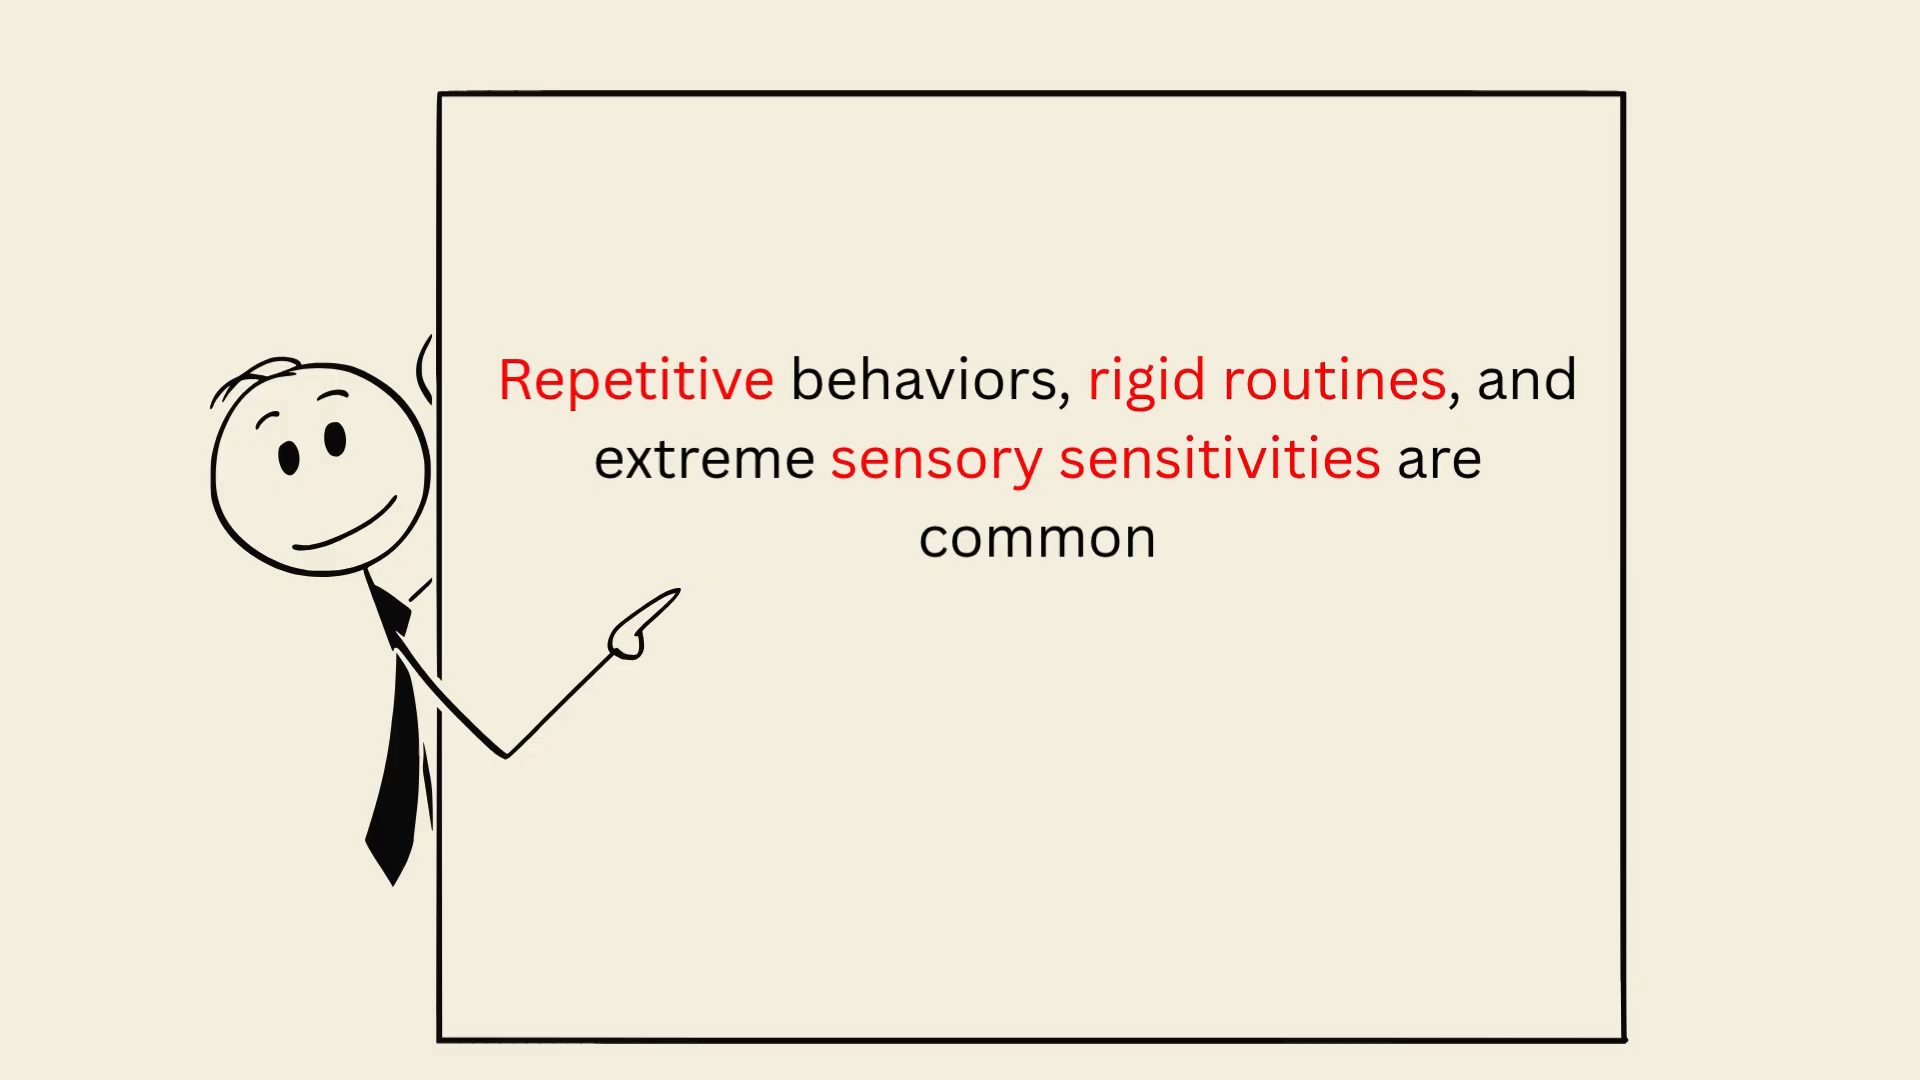 Repetitive behaviors, rigid routines, and
extreme sensory sensitivities are
common